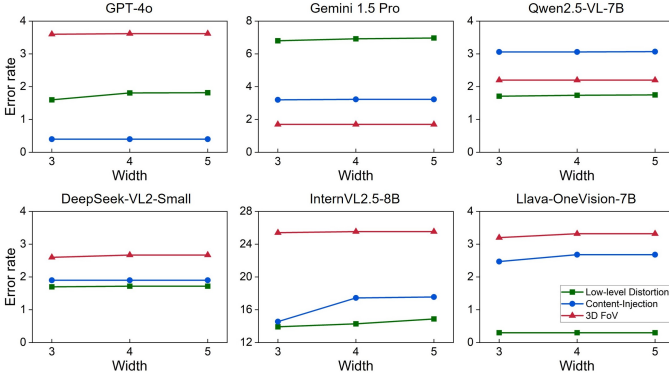 GPT-4o
Gemini 1.5 Pro
Qwen2.5-VL-7B
Error rate
4
3
2
1
0
3
4
5
Width
8
6
4
2
0
3
4
5
Width
4
3
2
1
0
3
4
5
Width
DeepSeek-VL2-Small
InternVL2.5-8B
Llava-OneVision-7B
Error rate
4
3
2
1
0
3
4
5
Width
28
24
20
16
12
3
4
5
Width
4
3
2
1
0
3
4
5
Width
Low-level Distortion
Content-Injection
3D FoV